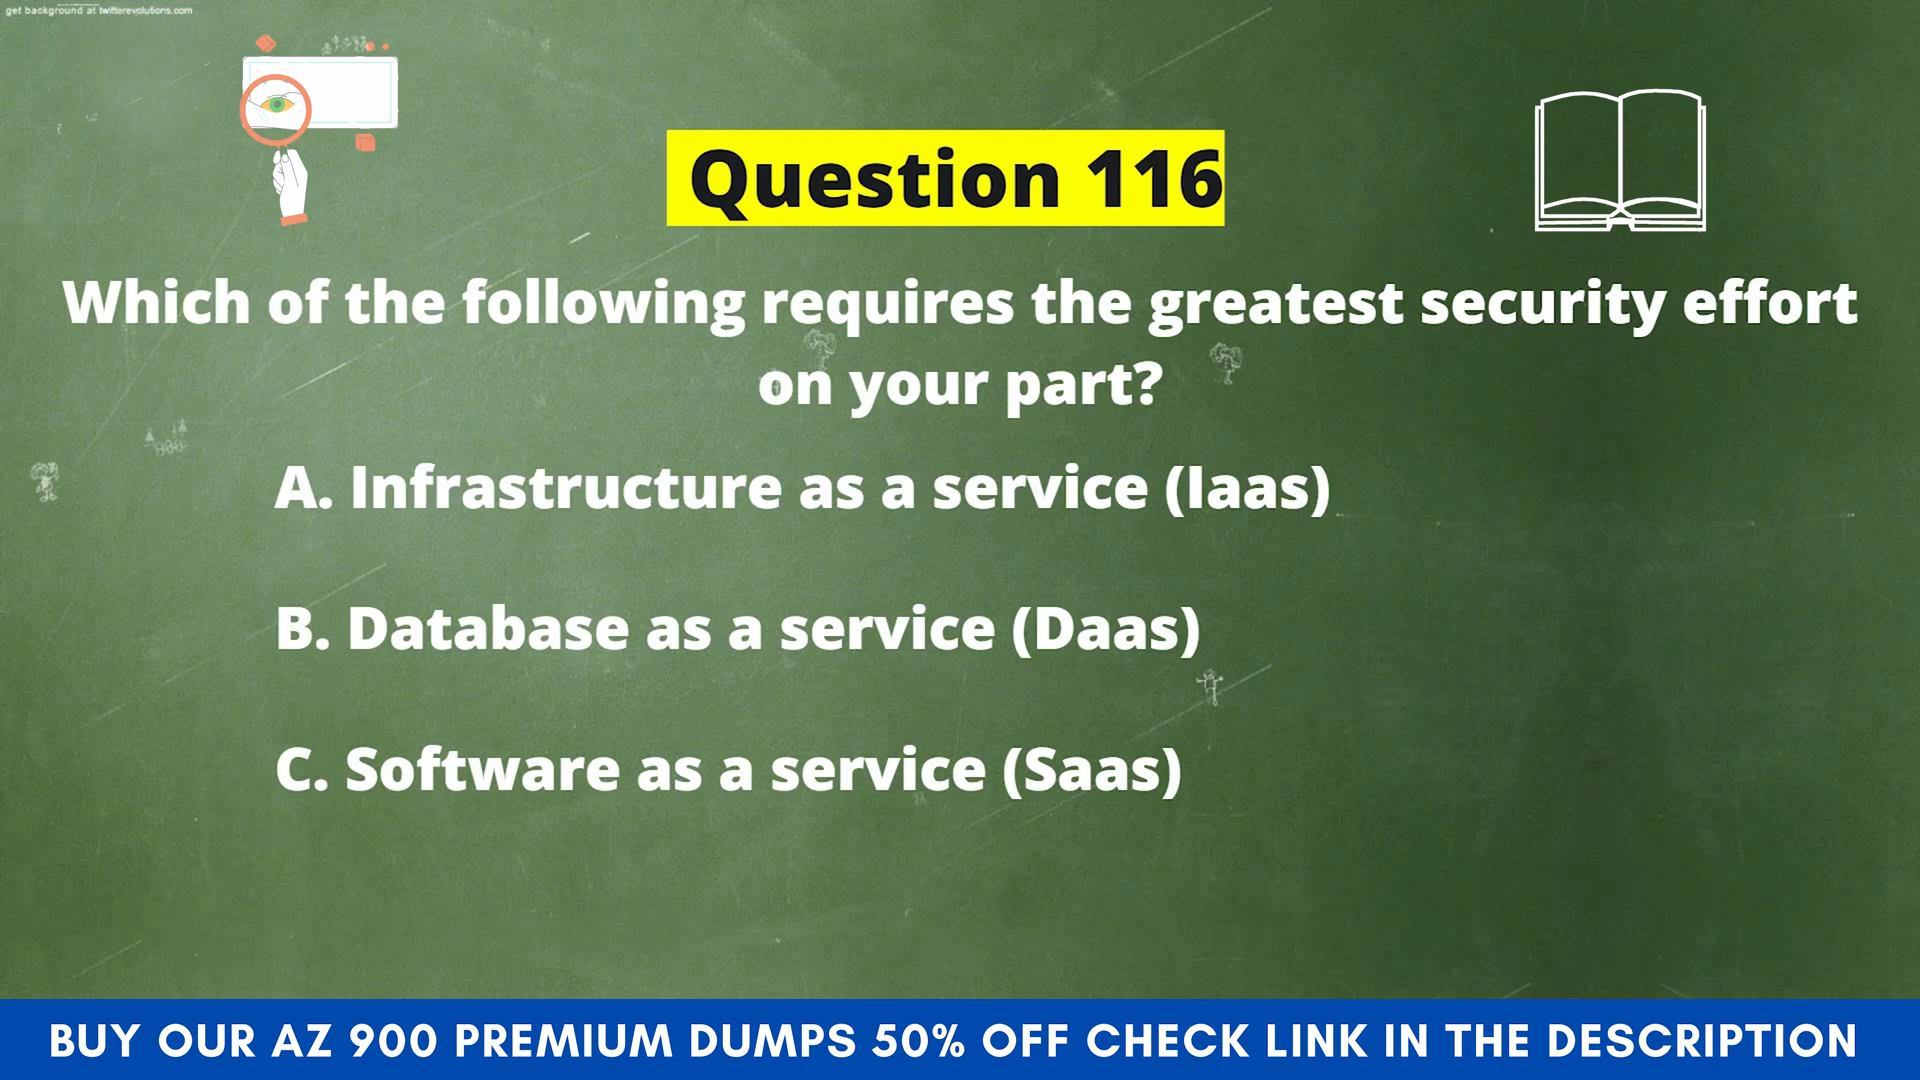 get background at twitterevolutions.com
Question 116
Which of the following requires the greatest security effort
on your part?
A. Infrastructure as a service (Iaas)
B. Database as a service (Daas)
C. Software as a service (Saas)
BUY OUR AZ 900 PREMIUM DUMPS 50% OFF CHECK LINK IN THE DESCRIPTION